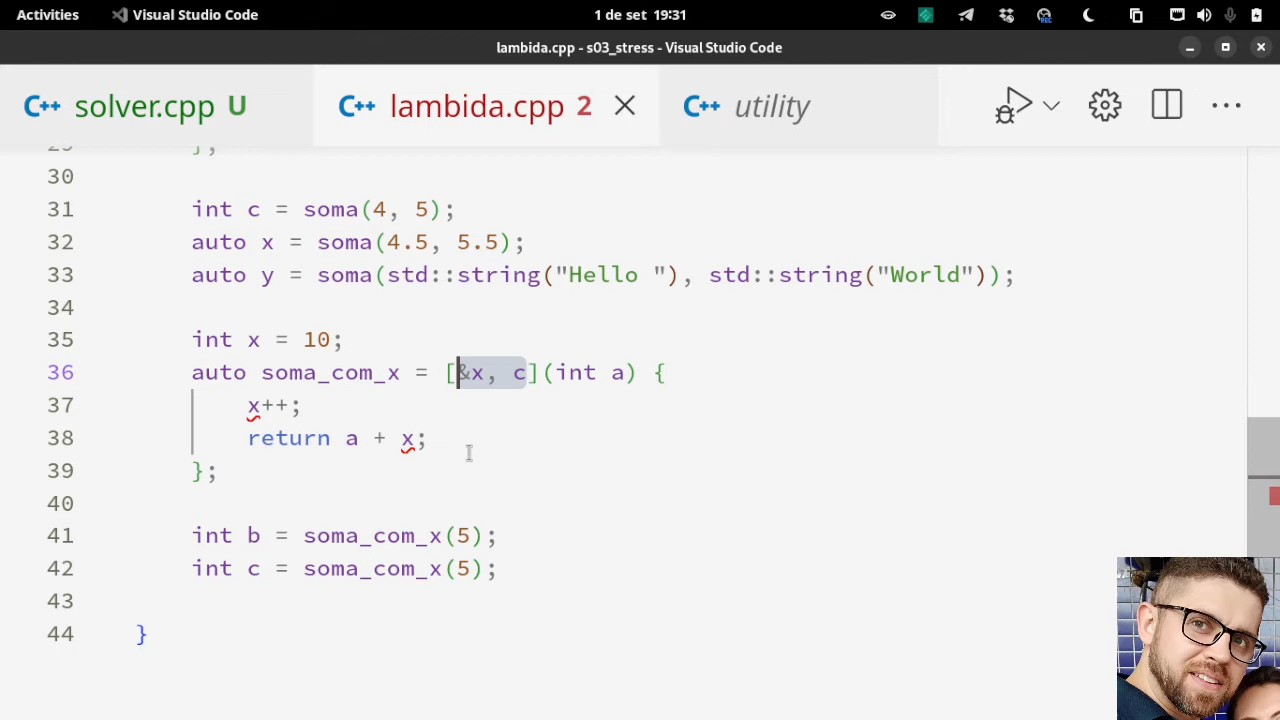 Activities Visual Studio Code 1 de set 19:31
lambida.cpp - s03_stress - Visual Studio Code
C++ solver.cpp U C++ lambida.cpp 2 C++ utility
29 };
30
31 int c = soma(4, 5);
32 auto x = soma(4.5, 5.5);
33 auto y = soma(std::string("Hello "), std::string("World"));
34
35 int x = 10;
36 auto soma_com_x = [&x, c](int a) {
37 x++;
38 return a + x;
39 };
40
41 int b = soma_com_x(5);
42 int c = soma_com_x(5);
43
44 }